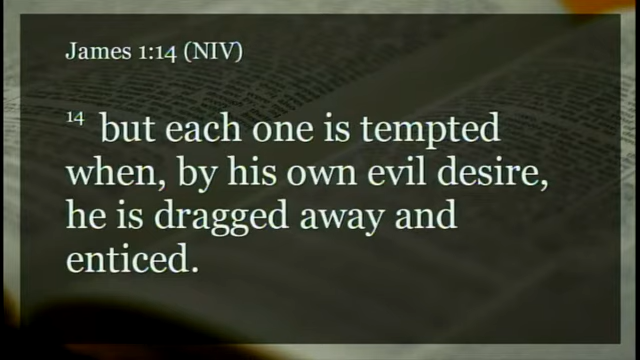 James 1:14 (NIV)
14 but each one is tempted
when, by his own evil desire,
he is dragged away and
enticed.